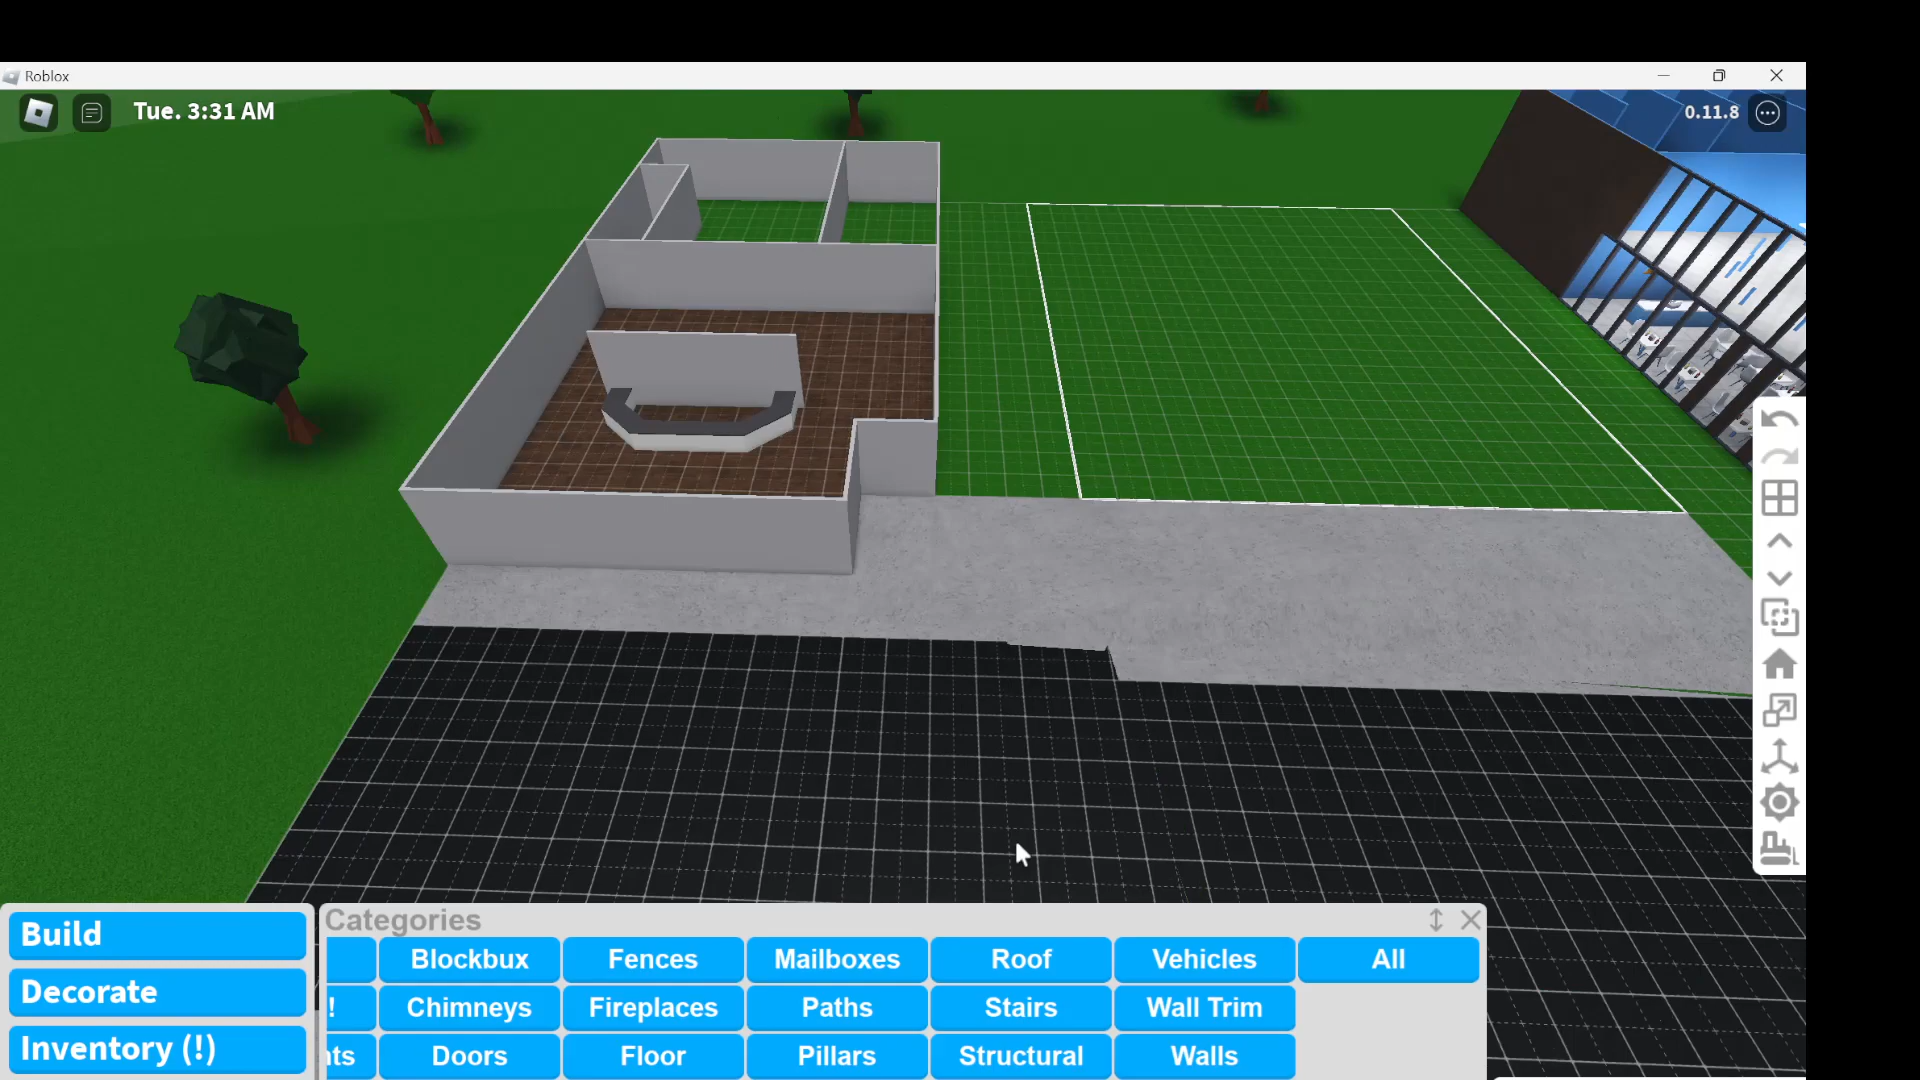 Roblox
Tue. 3:31 AM
0.11.8
Build
Decorate
Inventory (!)
Categories
Blockbux Fences Mailboxes Roof Vehicles All
! Chimneys Fireplaces Paths Stairs Wall Trim
nts Doors Floor Pillars Structural Walls